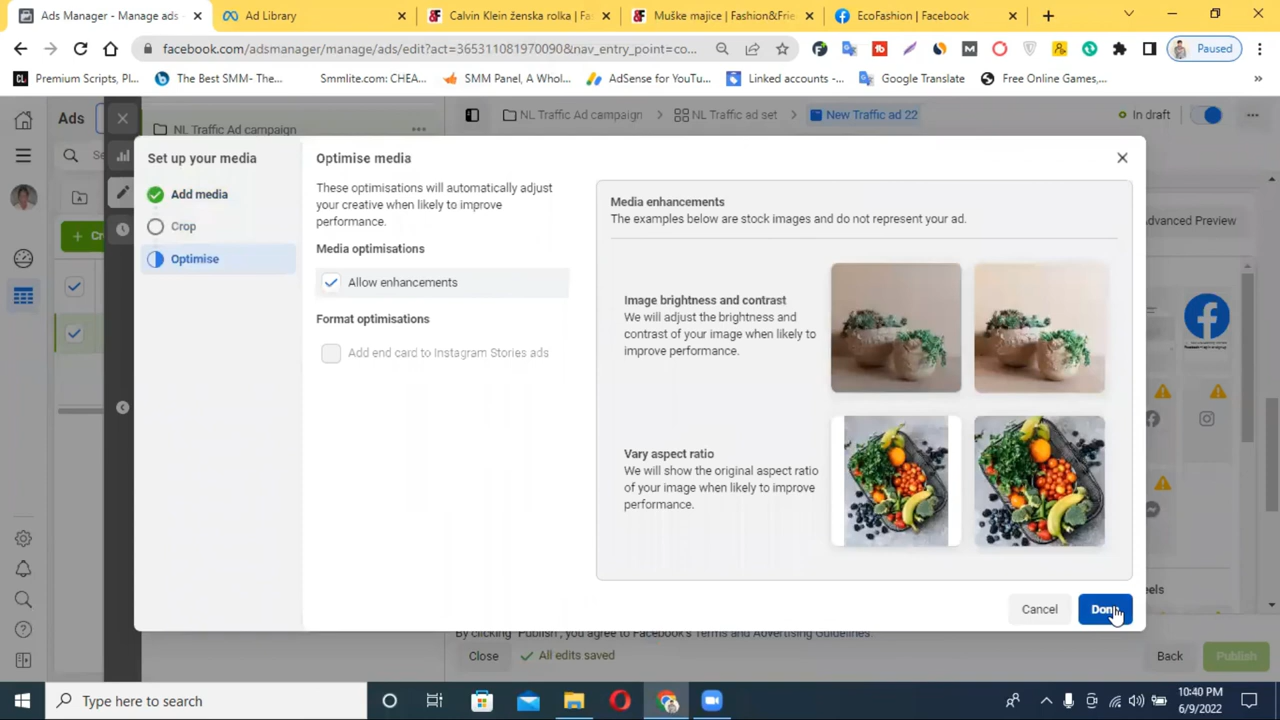 Ads Manager - Manage ads -
Ad Library
Calvin Klein ženska rolka | Fa
Muške majice | Fashion&Frie
EcoFashion | Facebook
facebook.com/adsmanager/manage/ads/edit?act=365311081970090&nav_entry_point=co...
Paused
Premium Scripts, Pl...
The Best SMM- The...
Smmlite.com: CHEA...
SMM Panel, A Whol...
AdSense for YouTu...
Linked accounts -...
Google Translate
Free Online Games,...
Ads
NL Traffic Ad campaign
NL Traffic Ad campaign
NL Traffic ad set
New Traffic ad 22
In draft
Set up your media
Add media
Crop
Optimise
Optimise media
These optimisations will automatically adjust
your creative when likely to improve
performance.
Media optimisations
Allow enhancements
Format optimisations
Add end card to Instagram Stories ads
Media enhancements
The examples below are stock images and do not represent your ad.
Image brightness and contrast
We will adjust the brightness and
contrast of your image when likely to
improve performance.
Vary aspect ratio
We will show the original aspect ratio
of your image when likely to improve
performance.
Cancel
Done
dvanced Preview
eels
By clicking "Publish", you agree to Facebook's Terms and Advertising Guidelines.
Close
All edits saved
Back
Publish
Type here to search
10:40 PM
6/9/2022